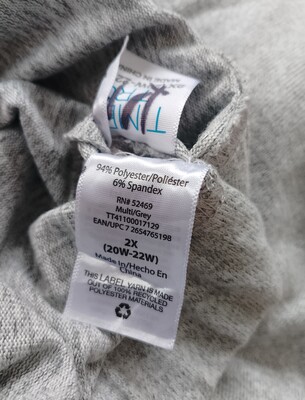 94% Polyester/Poliéster
6% Spandex
RN# 52469
Multi/Grey
TT41100017129
EAN/UPC 7 2654765198
2X
(20W-22W)
Made In/Hecho En
China
THIS LABEL YARN IS MADE
OUT OF 100% RECYCLED
POLYESTER MATERIALS